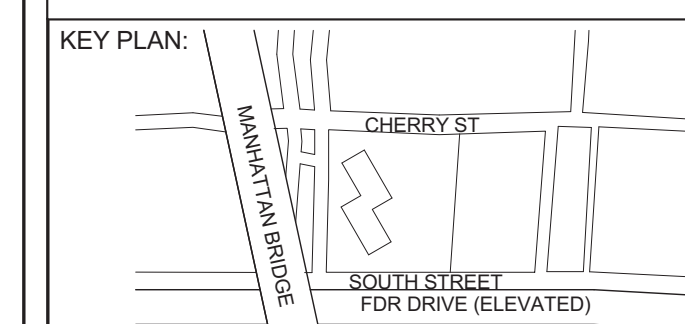 KEY PLAN:
CHERRY ST
MANHATTAN BRIDGE
SOUTH STREET
FDR DRIVE (ELEVATED)